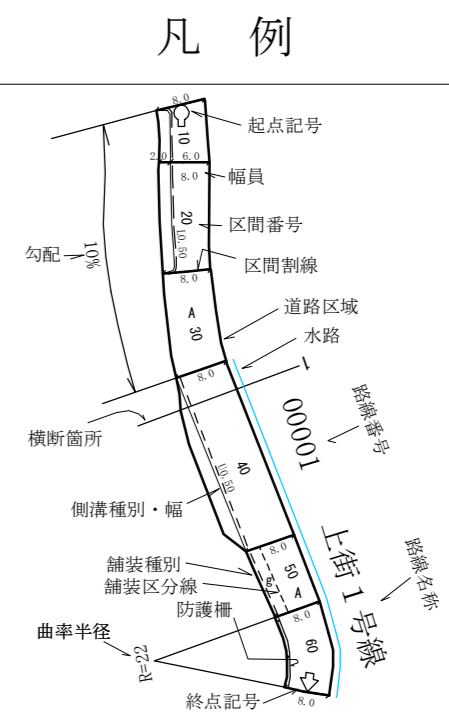 凡 例
8.0
起点記号
10
2.0 6.0
8.0
幅員
20
区間番号
L0.50
区間割線
8.0
勾配
10%
A
30
道路区域
水路
8.0
1
横断箇所
00001
路線番号
40
U0.50
側溝種別・幅
8.0
上街1号線
路線名称
舗装種別
舗装区分線
50
g
A
防護柵
8.0
曲率半径
R=22
60
終点記号
8.0